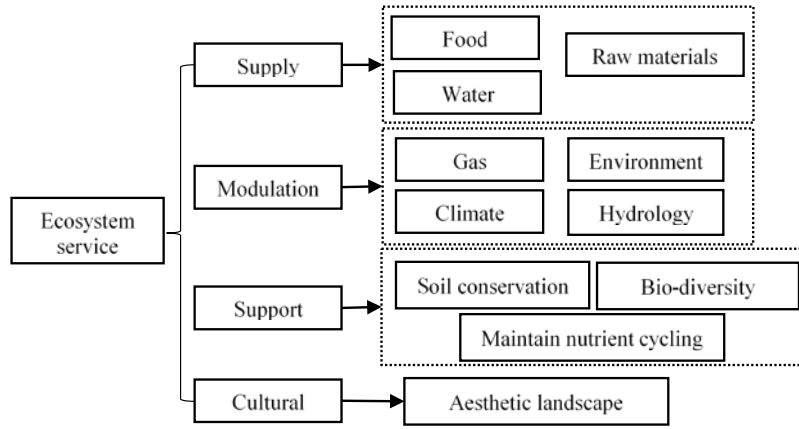 Ecosystem
service
Supply
Food
Water
Raw materials
Modulation
Gas
Environment
Climate
Hydrology
Support
Soil conservation
Bio-diversity
Maintain nutrient cycling
Cultural
Aesthetic landscape